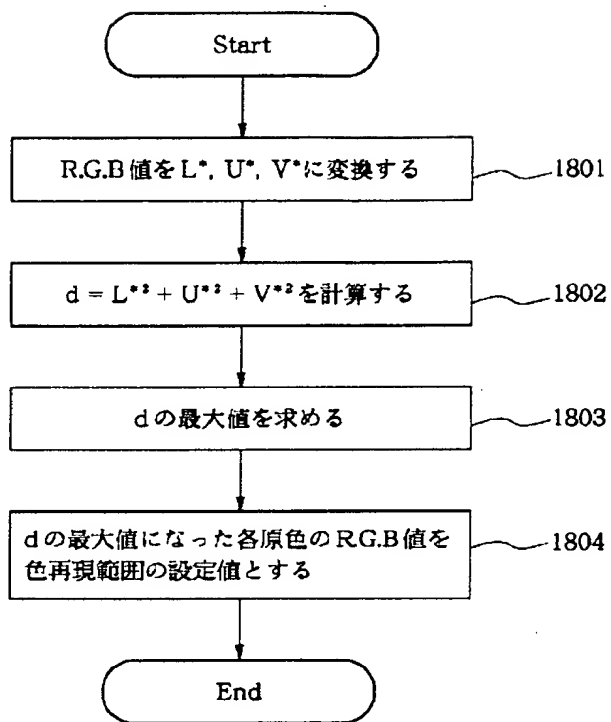 Start
R.G.B値をL*, U*, V*に変換する
1801
d = L*² + U*² + V*²を計算する
1802
dの最大値を求める
1803
dの最大値になった各原色のR.G.B値を
色再現範囲の設定値とする
1804
End